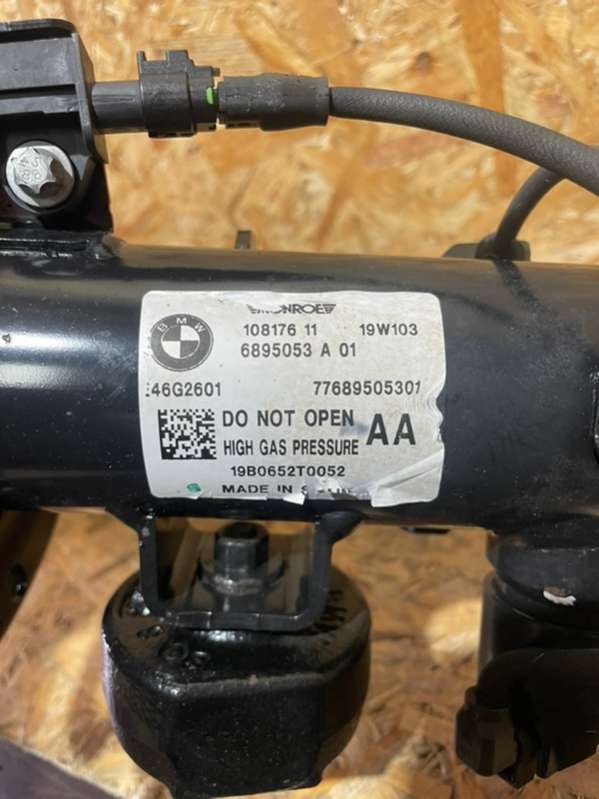 MONROE
BMW
108176 11 19W103
6895053 A 01
46G2601 77689505301
DO NOT OPEN
HIGH GAS PRESSURE AA
19B0652T0052
MADE IN